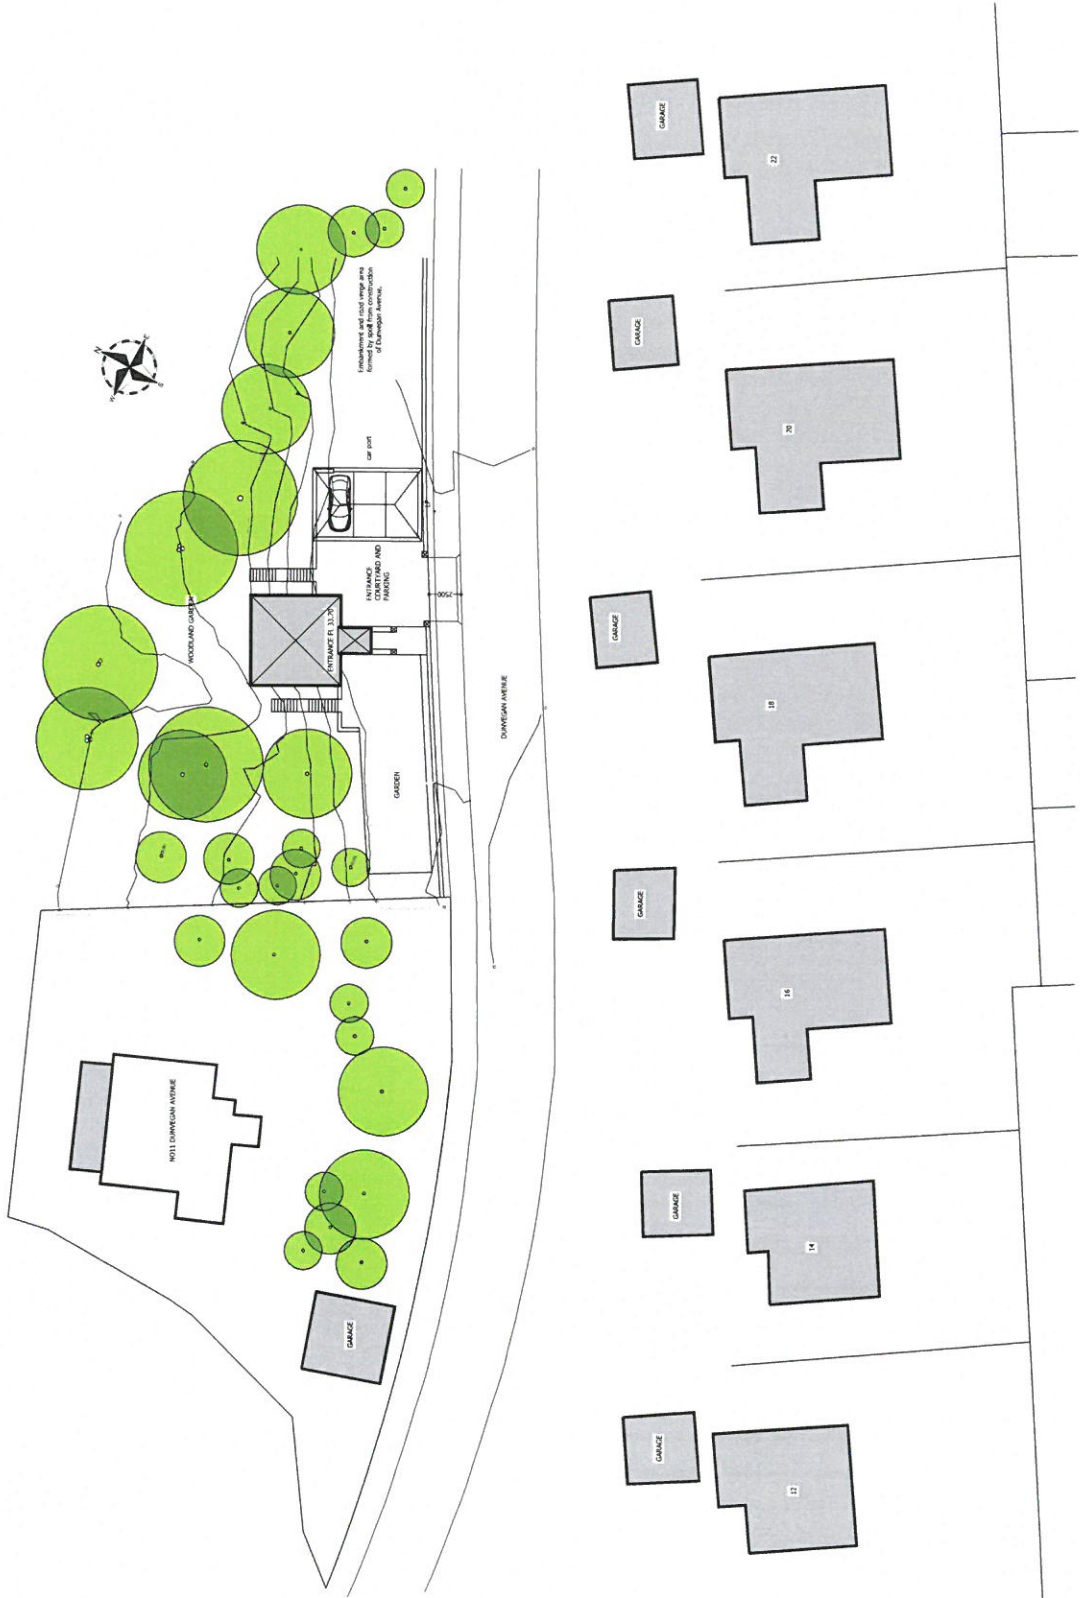 GARAGE
22
GARAGE
20
GARAGE
18
GARAGE
16
GARAGE
14
GARAGE
12
N
E
S
W
Embankment and road verge area
formed by spoil from construction
of Dunvegan Avenue.
car port
LP
ENTRANCE
COURTYARD AND
PARKING
2500
WOODLAND GARDEN
ENTRANCE FL 33.70
DUNVEGAN AVENUE
GARDEN
NO11 DUNVEGAN AVENUE
GARAGE